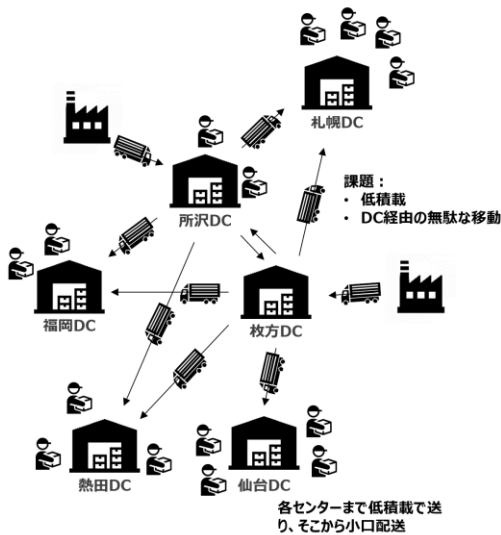 札幌DC
課題：
・ 低積載
・ DC経由の無駄な移動
所沢DC
福岡DC
枚方DC
熱田DC
仙台DC
各センターまで低積載で送
り、そこから小口配送